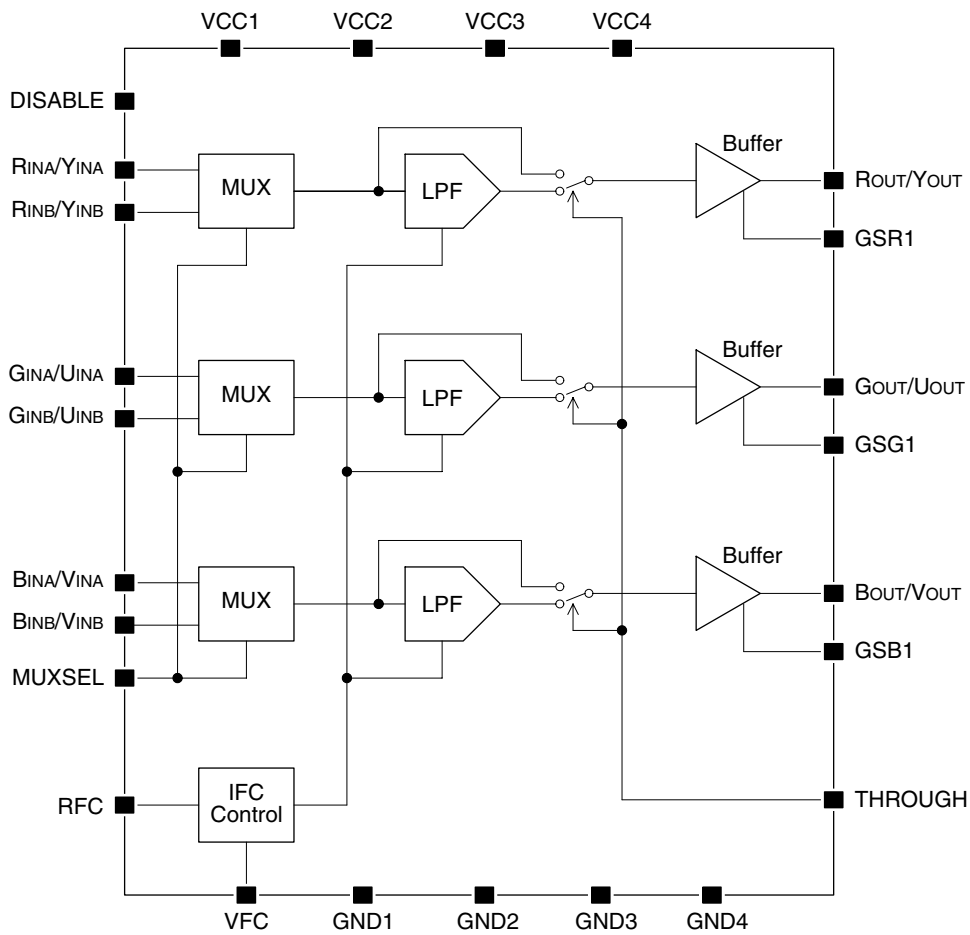 VCC1 VCC2 VCC3 VCC4
DISABLE
RINA/YINA
RINB/YINB
MUX
LPF
Buffer
ROUT/YOUT
GSR1
GINA/UINA
GINB/UINB
MUX
LPF
Buffer
GOUT/UOUT
GSG1
BINA/VINA
BINB/VINB
MUX
LPF
Buffer
BOUT/VOUT
GSB1
MUXSEL
RFC
IFC
Control
THROUGH
VFC GND1 GND2 GND3 GND4